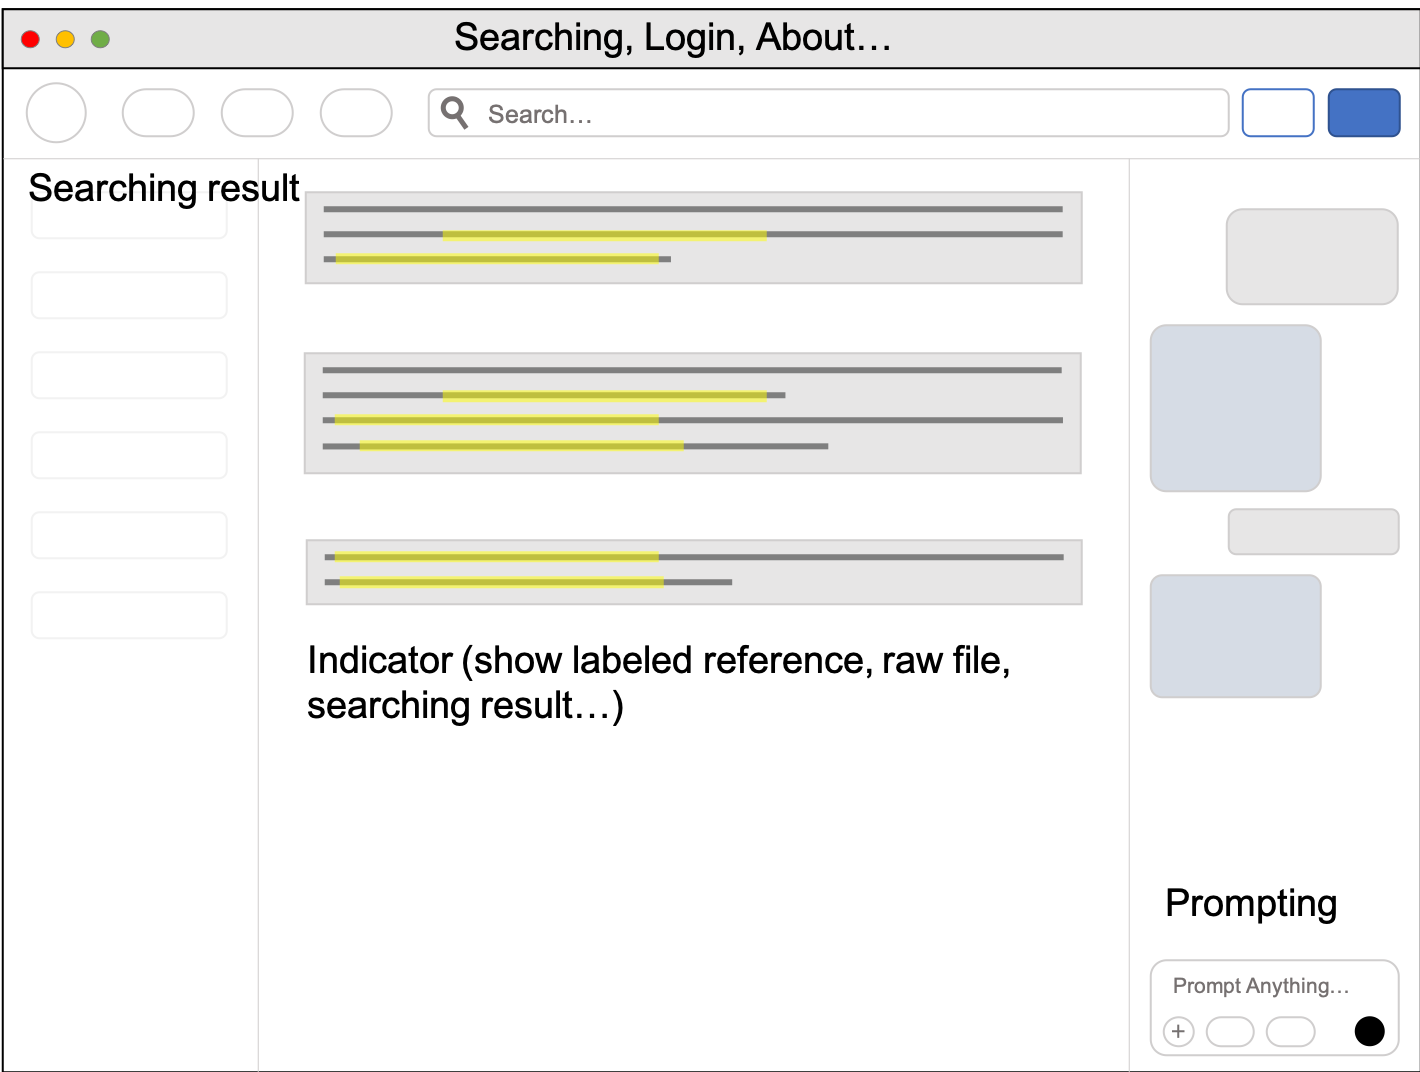 Searching, Login, About…
Search…
Searching result
Indicator (show labeled reference, raw file,
searching result…)
Prompting
Prompt Anything…
+